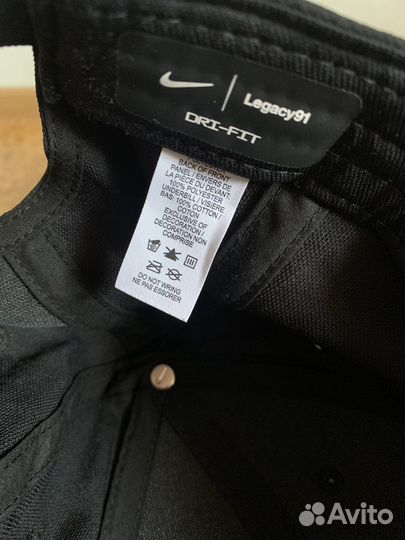 Legacy91
DRI-FIT
BACK OF FRONT
PANEL / ENVERS DE
LA PIÈCE DU DEVANT:
100% POLYESTER
UNDERBILL / VISIÈRE
BAS: 100% COTTON /
COTON
EXCLUSIVE OF
DECORATION /
DECORATION NON
COMPRISE
DO NOT WRING
NE PAS ESSORER
Avito